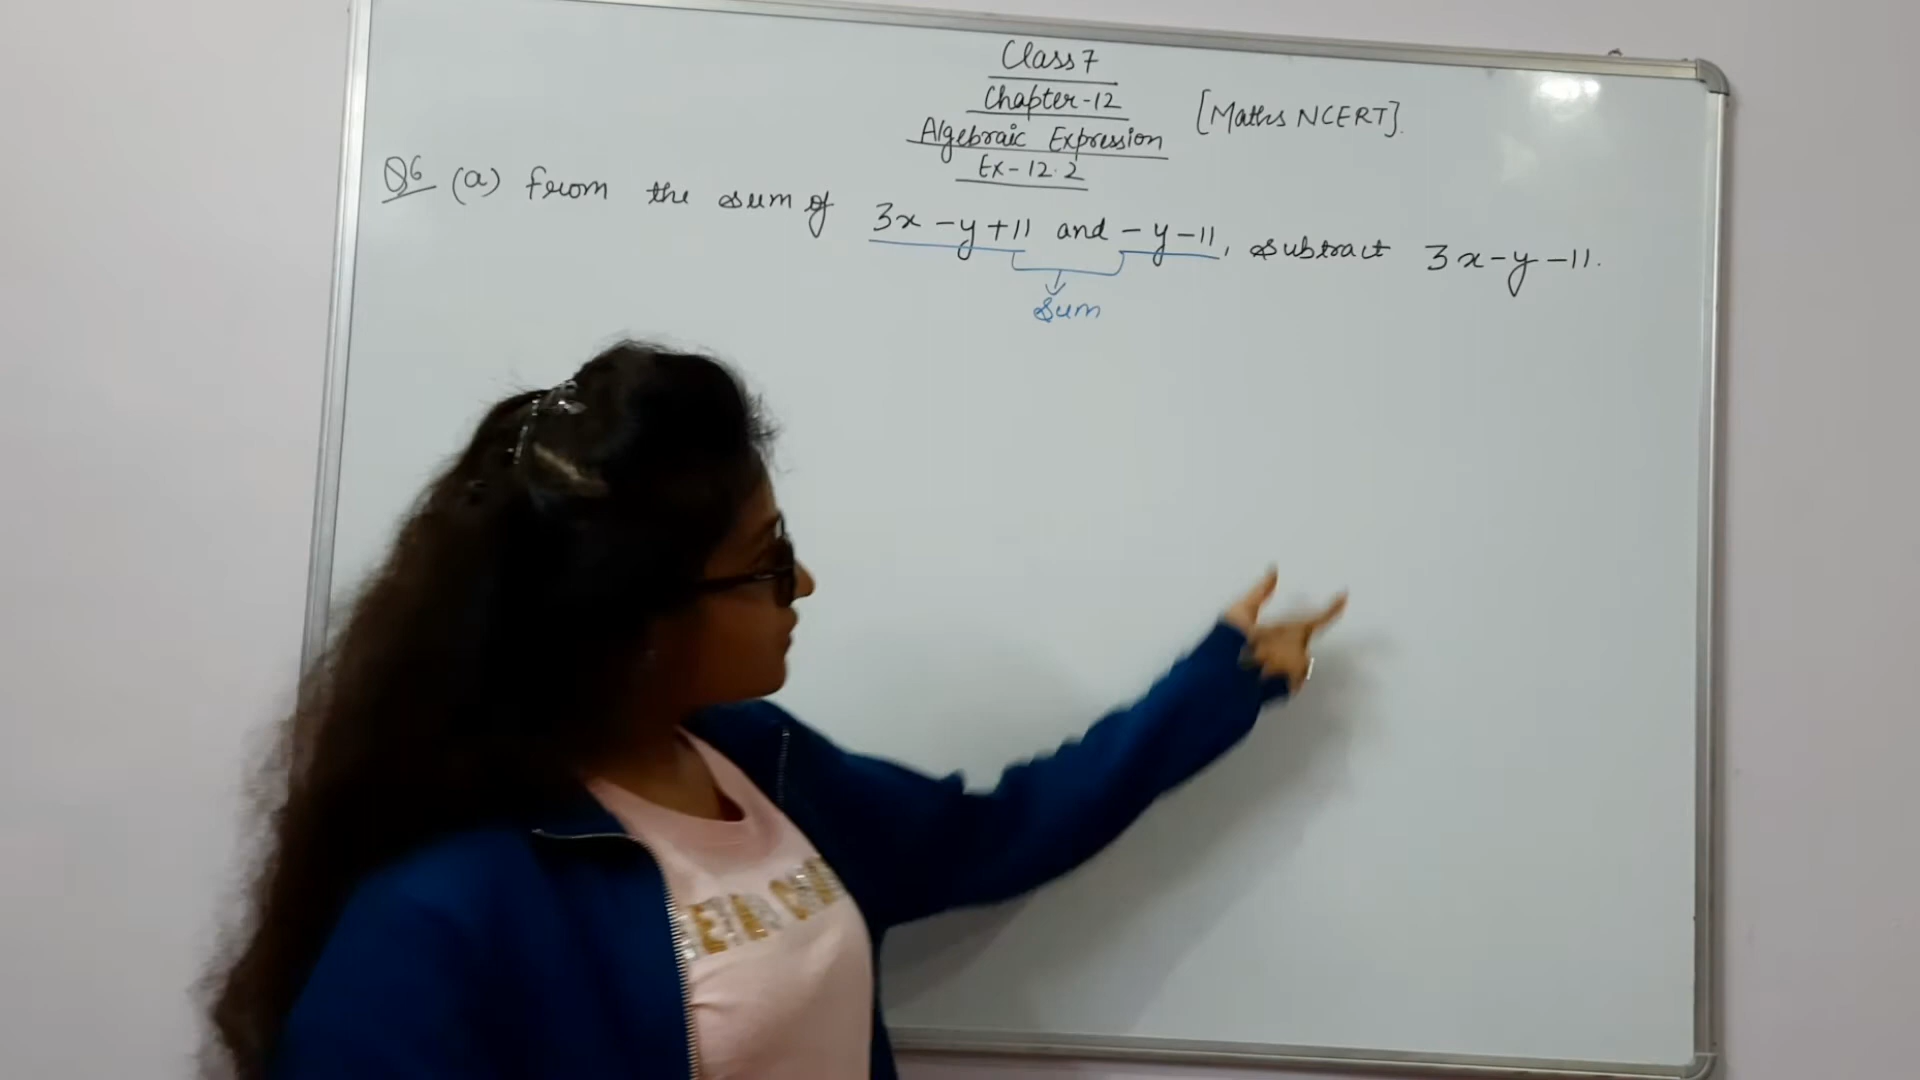 Class 7
Chapter-12
[Maths NCERT].
Algebraic Expression
Ex-12.2
Q6 (a) From the sum of 3x-y+11 and -y-11, subtract 3x-y-11.
Sum